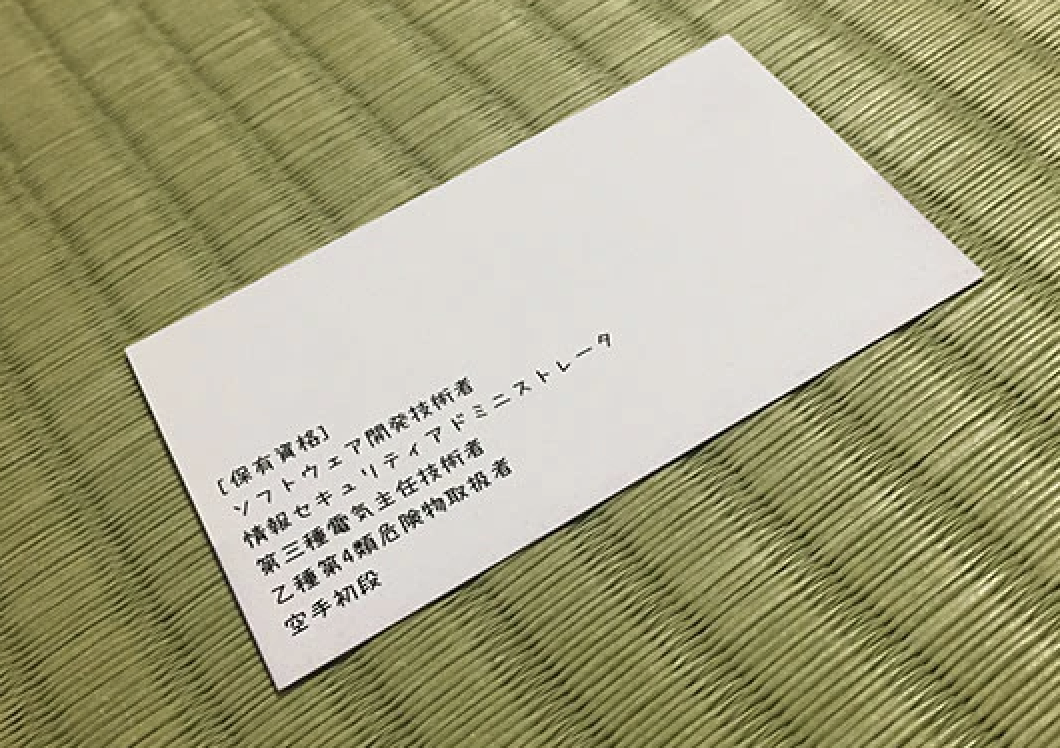 [保有資格]
ソフトウェア開発技術者
情報セキュリティアドミニストレータ
第三種電気主任技術者
乙種第4類危険物取扱者
空手初段